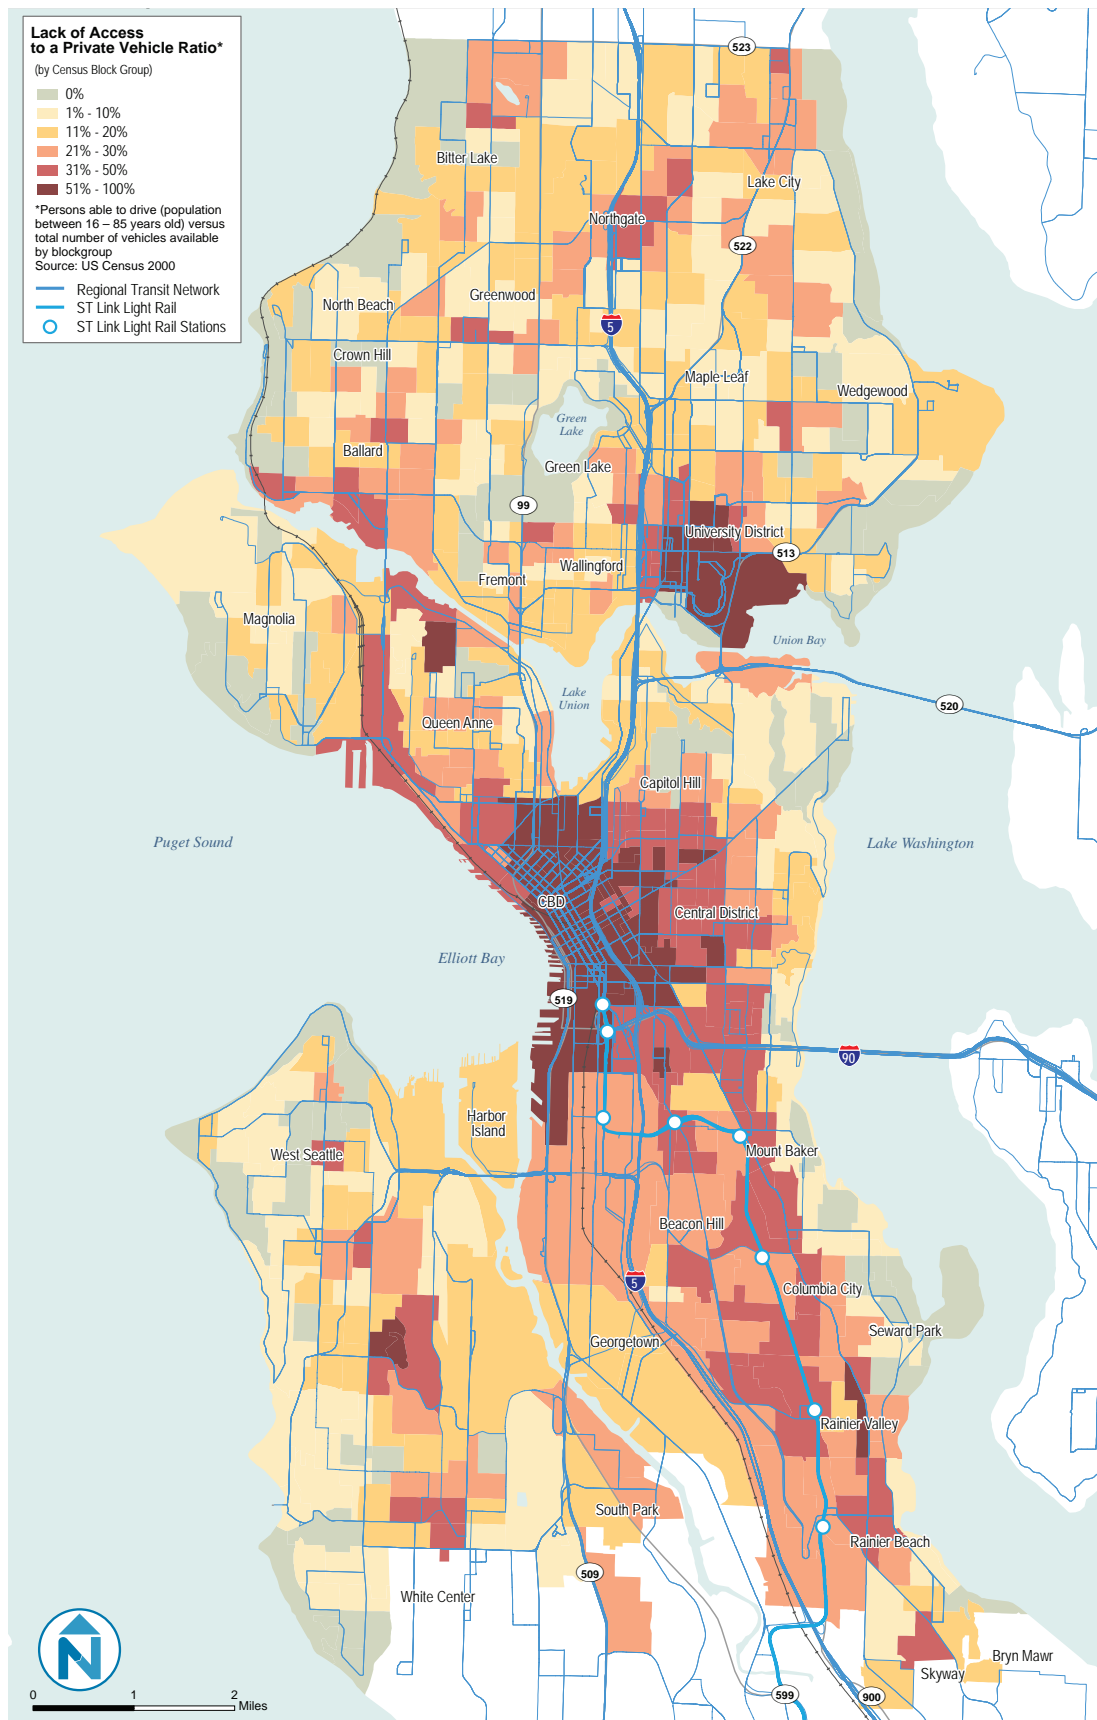 Lack of Access
to a Private Vehicle Ratio*
(by Census Block Group)
0%
1% - 10%
11% - 20%
21% - 30%
31% - 50%
51% - 100%
*Persons able to drive (population
between 16 – 85 years old) versus
total number of vehicles available
by blockgroup
Source: US Census 2000
Regional Transit Network
ST Link Light Rail
ST Link Light Rail Stations
523
Bitter Lake
Lake City
Northgate
522
North Beach
Greenwood
5
Crown Hill
Maple Leaf
Wedgewood
Green
Lake
Ballard
Green Lake
99
University District
513
Wallingford
Fremont
Magnolia
Union Bay
Lake
Union
520
Queen Anne
Capitol Hill
Puget Sound
Lake Washington
CBD
Central District
Elliott Bay
519
90
Harbor
Island
West Seattle
Mount Baker
Beacon Hill
5
Columbia City
Seward Park
Georgetown
Rainier Valley
South Park
Rainier Beach
509
White Center
Bryn Mawr
Skyway
599
900
N
0
1
2
Miles